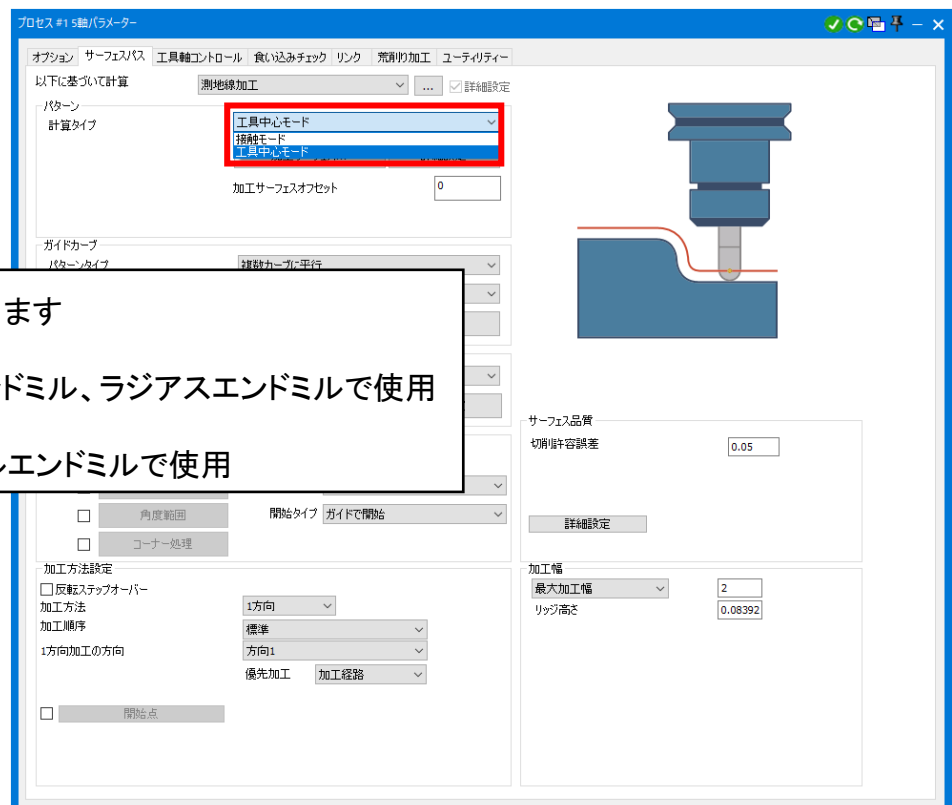 プロセス #1 5軸パラメーター
オプション サーフェスパス 工具軸コントロール 食い込みチェック リンク 荒削り加工 ユーティリティー
以下に基づいて計算 測地線加工 ... 詳細設定
パターン
計算タイプ 工具中心モード
接触モード
工具中心モード
加工サーフェスオフセット 0
ガイドカーブ
パターンタイプ 複数カーブに平行
ます
ドミル、ラジアスエンドミルで使用
ルエンドミルで使用
サーフェス品質
切削許容誤差 0.05
角度範囲 開始タイプ ガイドで開始
詳細設定
コーナー処理
加工方法設定
反転ステップオーバー
加工方法 1方向
加工順序 標準
1方向加工の方向 方向1
優先加工 加工経路
開始点
加工幅
最大加工幅 2
リッジ高さ 0.08392